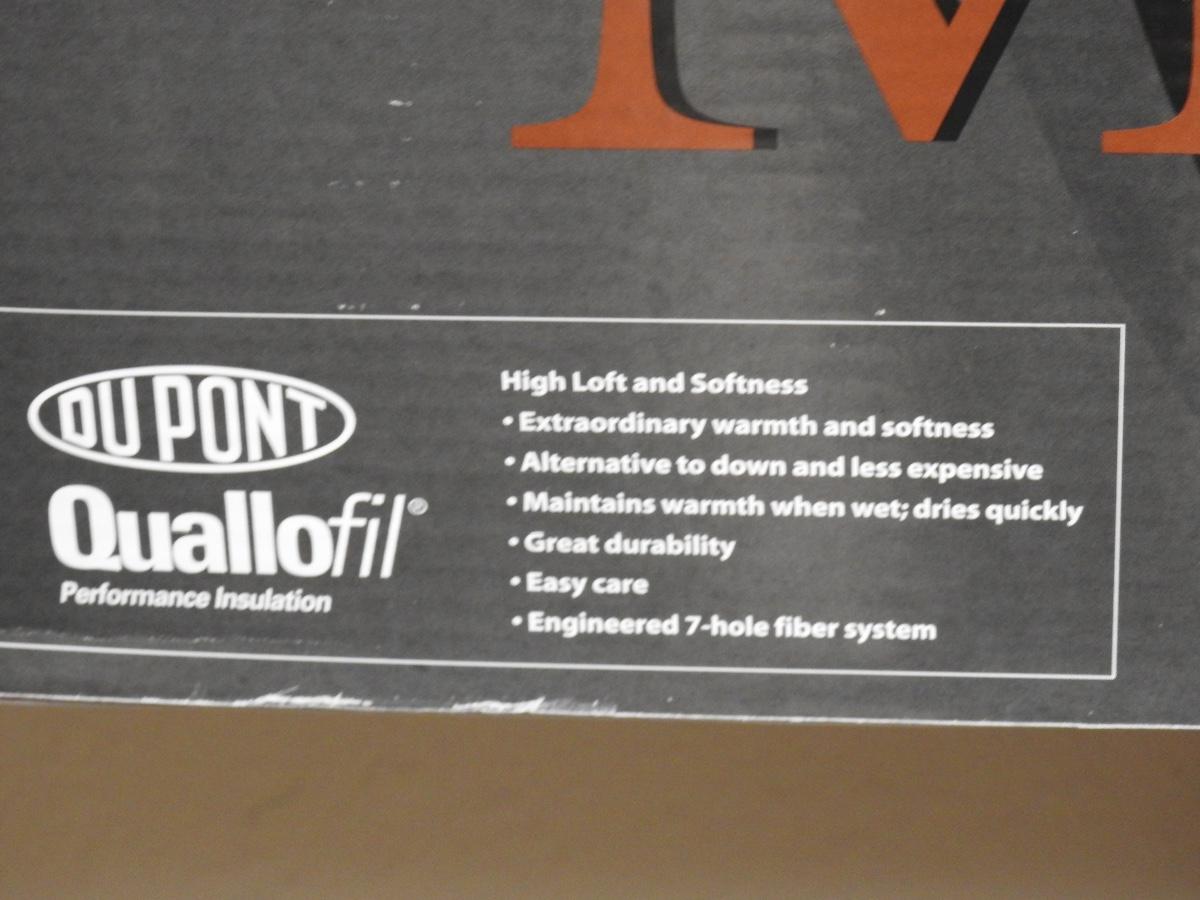 M
DU PONT
Quallofil®
Performance Insulation
High Loft and Softness
• Extraordinary warmth and softness
• Alternative to down and less expensive
• Maintains warmth when wet; dries quickly
• Great durability
• Easy care
• Engineered 7-hole fiber system